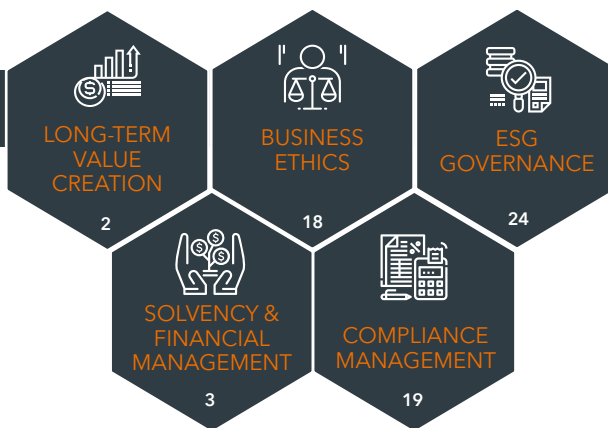 LONG-TERM
VALUE
CREATION
2
BUSINESS
ETHICS
18
ESG
GOVERNANCE
24
SOLVENCY &
FINANCIAL
MANAGEMENT
3
COMPLIANCE
MANAGEMENT
19